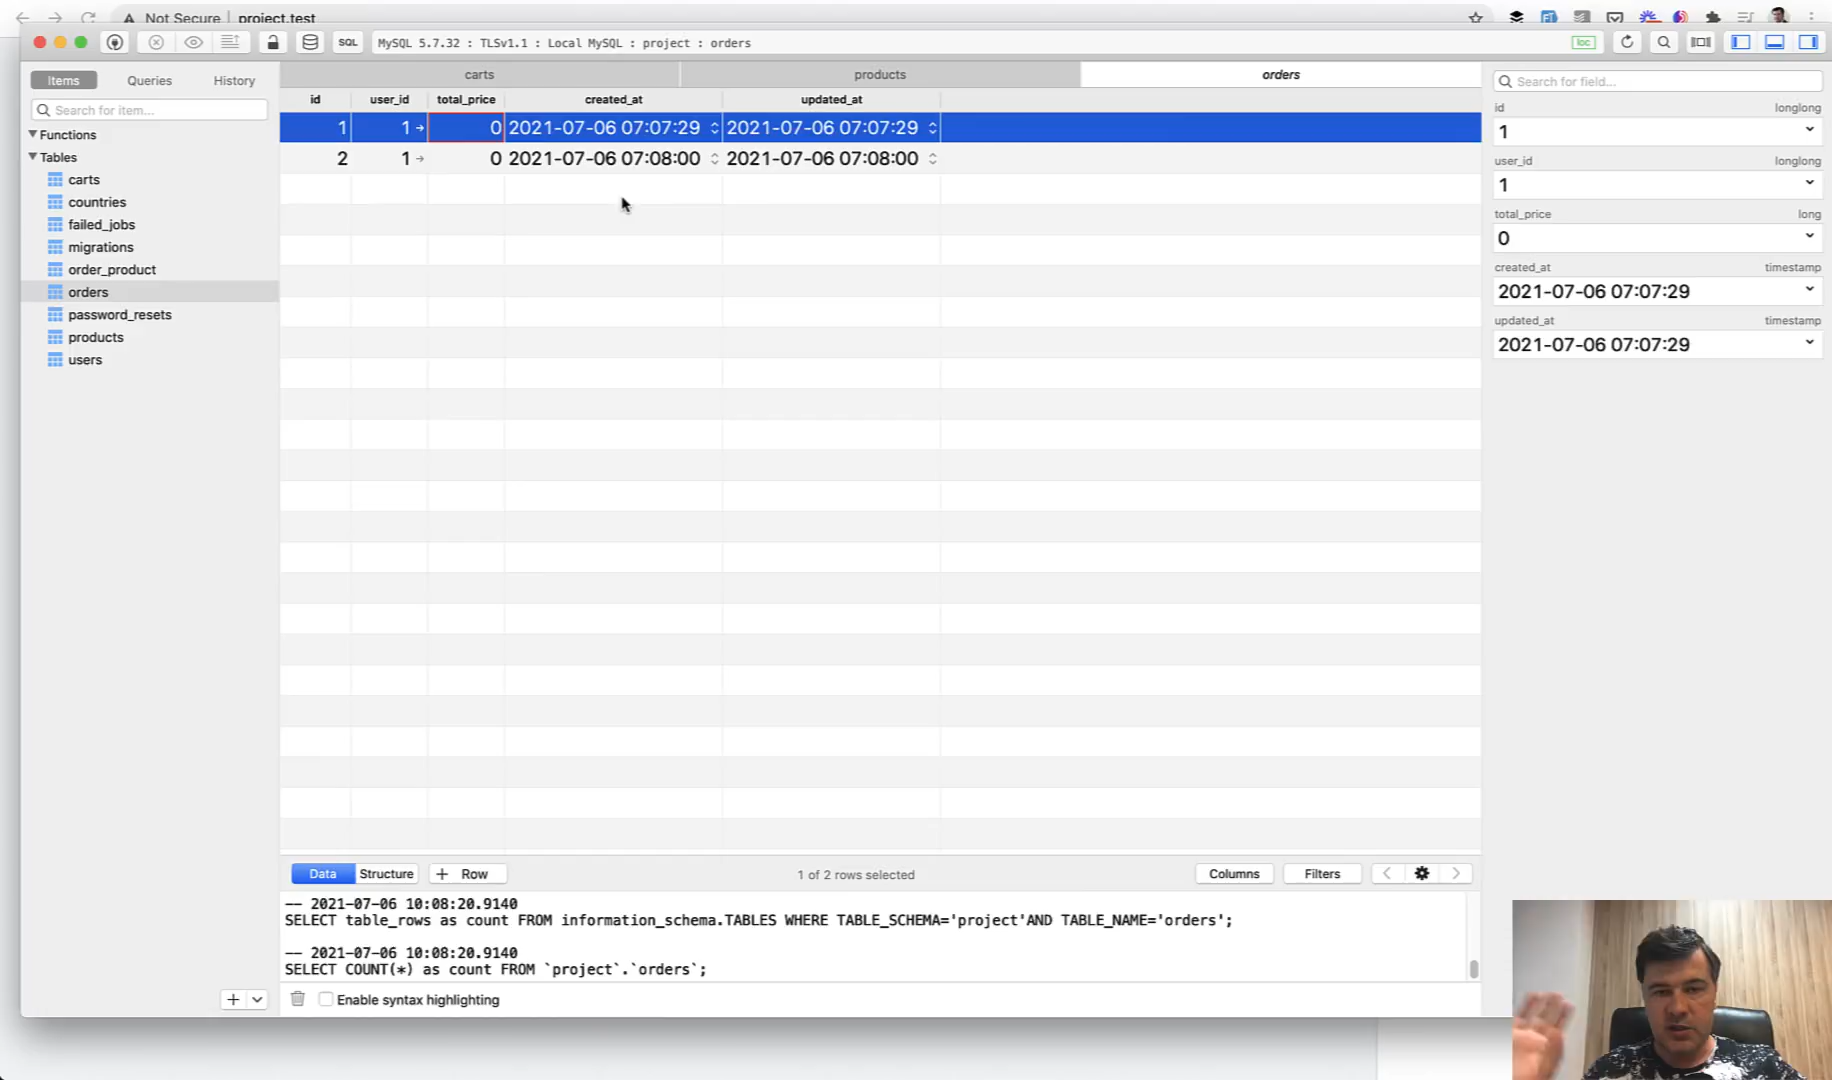 Not Secure project.test
SQL MySQL 5.7.32 : TLSv1.1 : Local MySQL : project : orders loc
Items Queries History
Search for item...
Functions
Tables
carts
countries
failed_jobs
migrations
order_product
orders
password_resets
products
users
carts products orders
id user_id total_price created_at updated_at
1 1 0 2021-07-06 07:07:29 2021-07-06 07:07:29
2 1 0 2021-07-06 07:08:00 2021-07-06 07:08:00
Search for field...
id longlong
1
user_id longlong
1
total_price long
0
created_at timestamp
2021-07-06 07:07:29
updated_at timestamp
2021-07-06 07:07:29
Data Structure + Row 1 of 2 rows selected Columns Filters
-- 2021-07-06 10:08:20.9140
SELECT table_rows as count FROM information_schema.TABLES WHERE TABLE_SCHEMA='project'AND TABLE_NAME='orders';
-- 2021-07-06 10:08:20.9140
SELECT COUNT(*) as count FROM `project`.`orders`;
Enable syntax highlighting